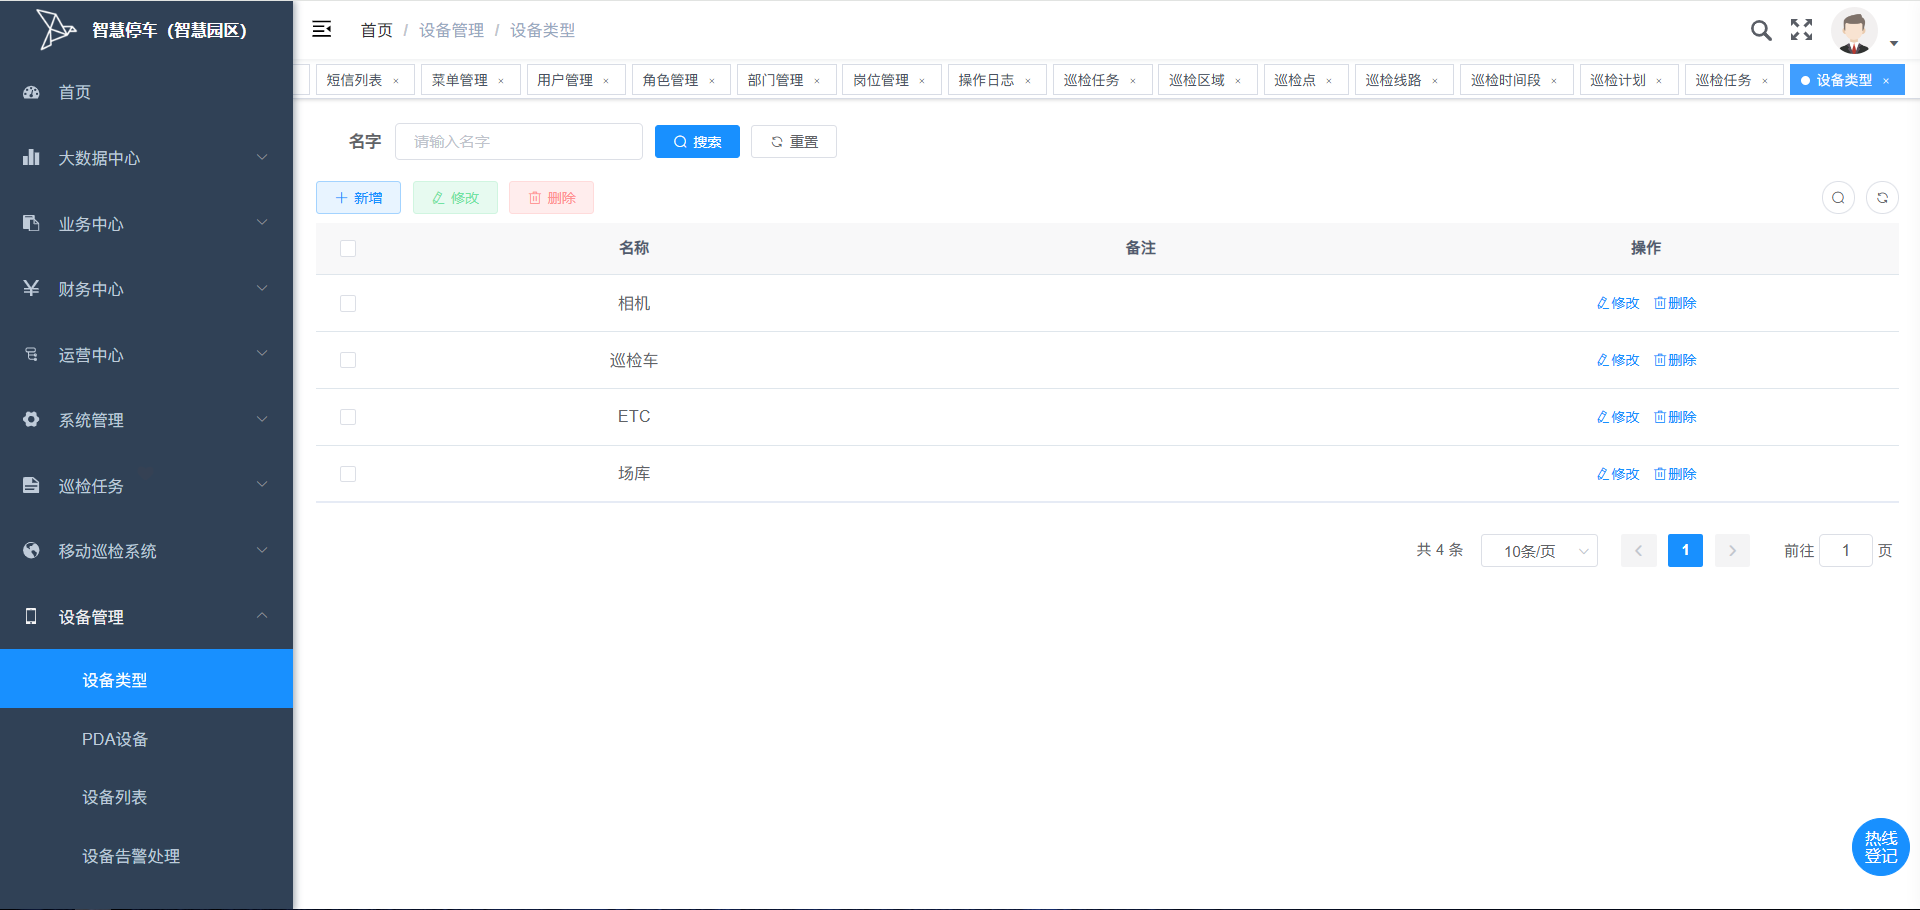 智慧停车（智慧园区）
首页 / 设备管理 / 设备类型
首页
大数据中心
业务中心
¥ 财务中心
运营中心
系统管理
巡检任务
移动巡检系统
设备管理
设备类型
PDA设备
设备列表
设备告警处理
短信列表 × 菜单管理 × 用户管理 × 角色管理 × 部门管理 × 岗位管理 × 操作日志 × 巡检任务 × 巡检区域 × 巡检点 × 巡检线路 × 巡检时间段 × 巡检计划 × 巡检任务 × 设备类型 ×
名字 请输入名字 搜索 重置
新增 修改 删除
名称 备注 操作
相机 修改 删除
巡检车 修改 删除
ETC 修改 删除
场库 修改 删除
共 4 条 10条/页 1 前往 1 页
热线
登记